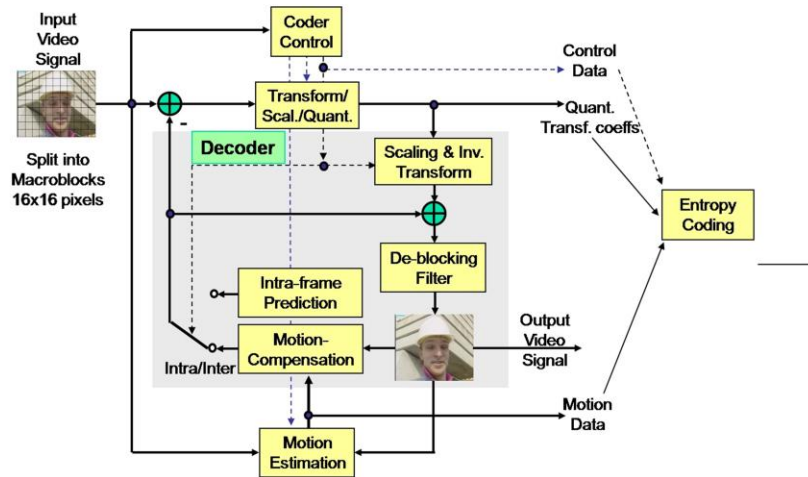 Input
Video
Signal
Coder
Control
Control
Data
Transform/
Scal./Quant.
-
Quant.
Transf. coeffs
Split into
Macroblocks
16x16 pixels
Decoder
Scaling & Inv.
Transform
Entropy
Coding
De-blocking
Filter
Intra-frame
Prediction
Motion-
Compensation
Intra/Inter
Output
Video
Signal
Motion
Data
Motion
Estimation